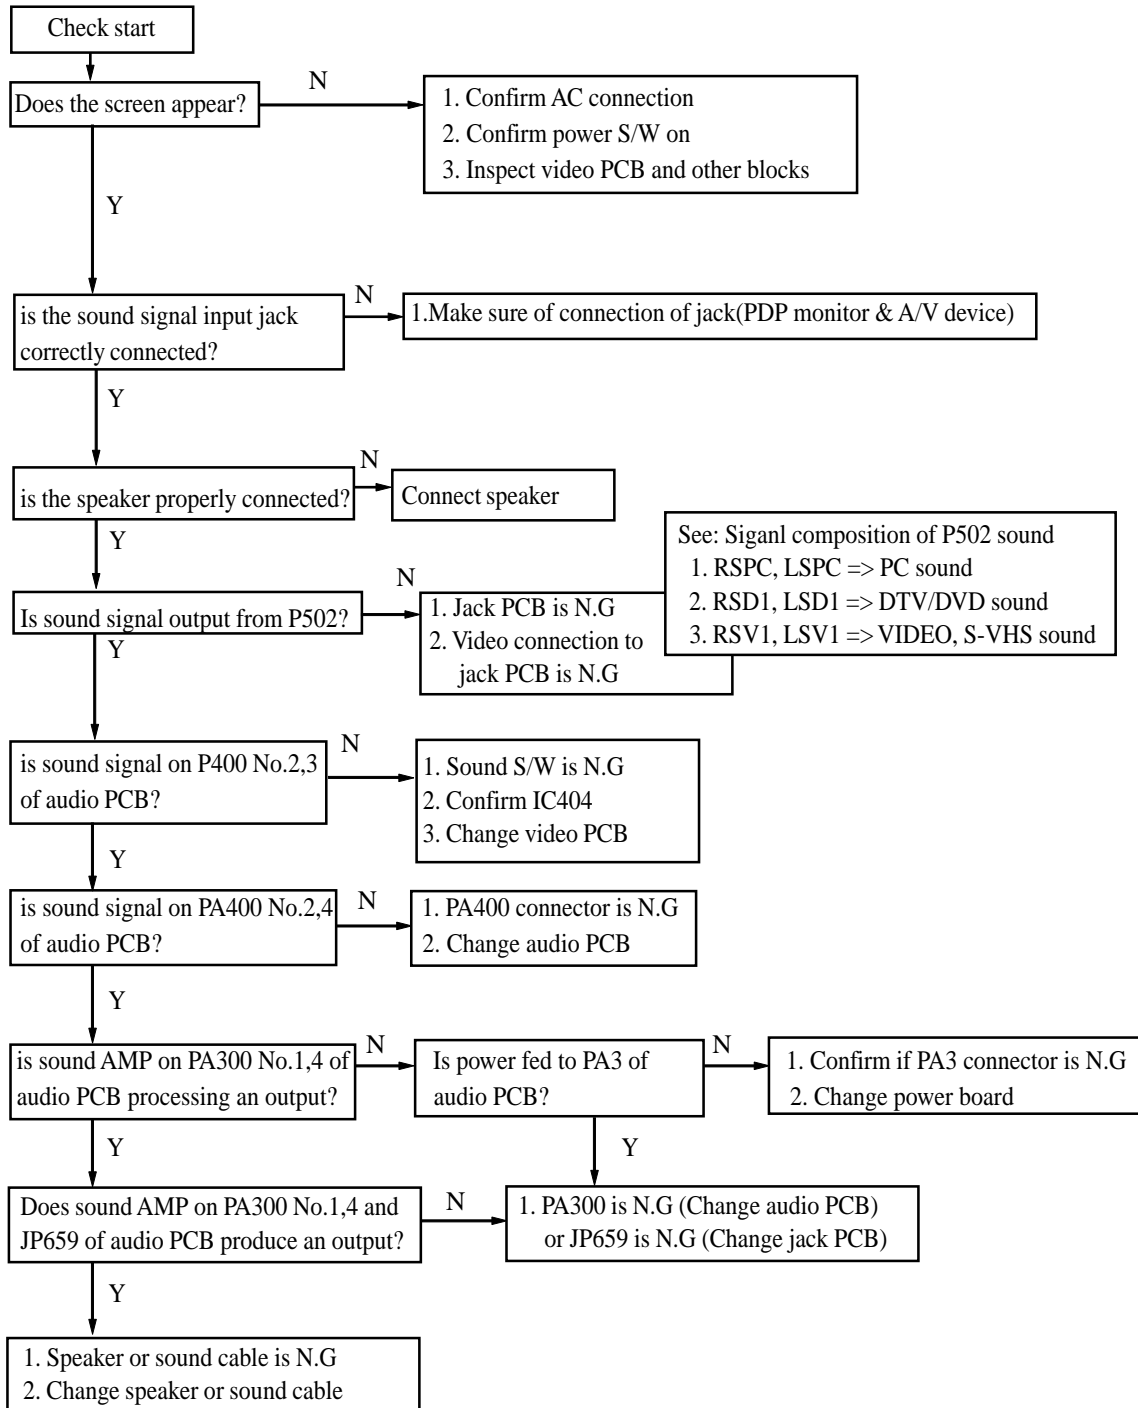 Check start
Does the screen appear?
N
1. Confirm AC connection
2. Confirm power S/W on
3. Inspect video PCB and other blocks
Y
is the sound signal input jack
correctly connected?
N
1.Make sure of connection of jack(PDP monitor & A/V device)
Y
is the speaker properly connected?
N
Connect speaker
Y
Is sound signal output from P502?
N
1. Jack PCB is N.G
2. Video connection to
jack PCB is N.G
See: Siganl composition of P502 sound
1. RSPC, LSPC => PC sound
2. RSD1, LSD1 => DTV/DVD sound
3. RSV1, LSV1 => VIDEO, S-VHS sound
Y
is sound signal on P400 No.2,3
of audio PCB?
N
1. Sound S/W is N.G
2. Confirm IC404
3. Change video PCB
Y
is sound signal on PA400 No.2,4
of audio PCB?
N
1. PA400 connector is N.G
2. Change audio PCB
Y
is sound AMP on PA300 No.1,4 of
audio PCB processing an output?
N
Is power fed to PA3 of
audio PCB?
N
1. Confirm if PA3 connector is N.G
2. Change power board
Y
Y
Does sound AMP on PA300 No.1,4 and
JP659 of audio PCB produce an output?
N
1. PA300 is N.G (Change audio PCB)
or JP659 is N.G (Change jack PCB)
Y
1. Speaker or sound cable is N.G
2. Change speaker or sound cable